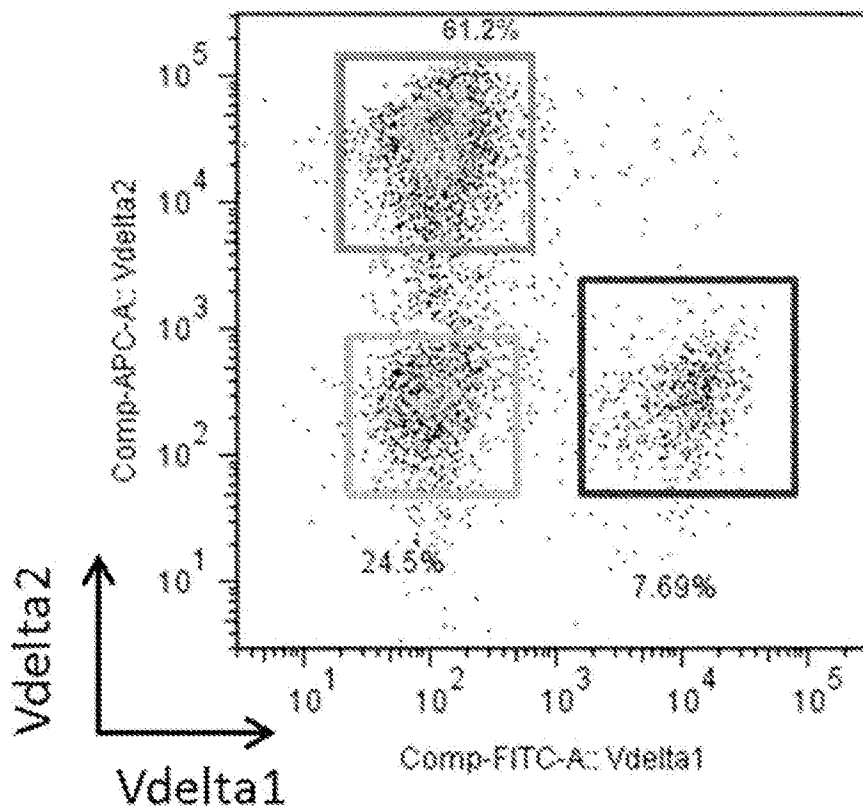 61.2%
10^5
10^4
10^3
10^2
10^1
Comp-APC-A:: Vdelta2
24.5%
7.69%
10^1 10^2 10^3 10^4 10^5
Comp-FITC-A:: Vdelta1
Vdelta2
Vdelta1